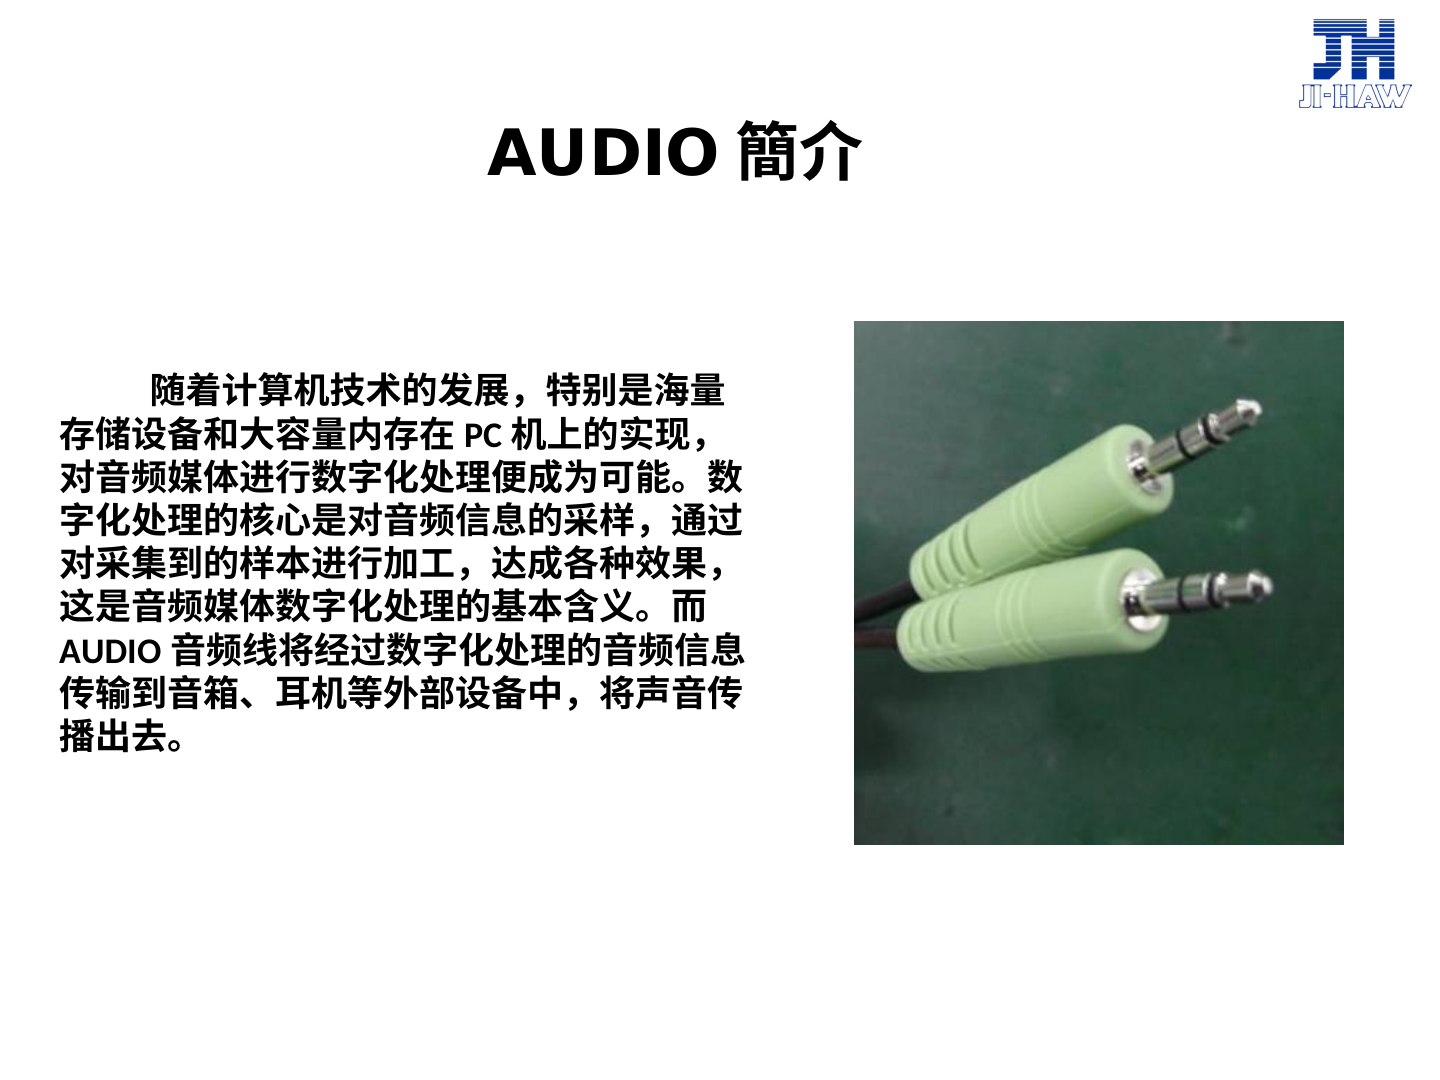 JH
JI-HAW
AUDIO 簡介
随着计算机技术的发展，特别是海量
存储设备和大容量内存在 PC 机上的实现，
对音频媒体进行数字化处理便成为可能。数
字化处理的核心是对音频信息的采样，通过
对采集到的样本进行加工，达成各种效果，
这是音频媒体数字化处理的基本含义。而
AUDIO 音频线将经过数字化处理的音频信息
传输到音箱、耳机等外部设备中，将声音传
播出去。